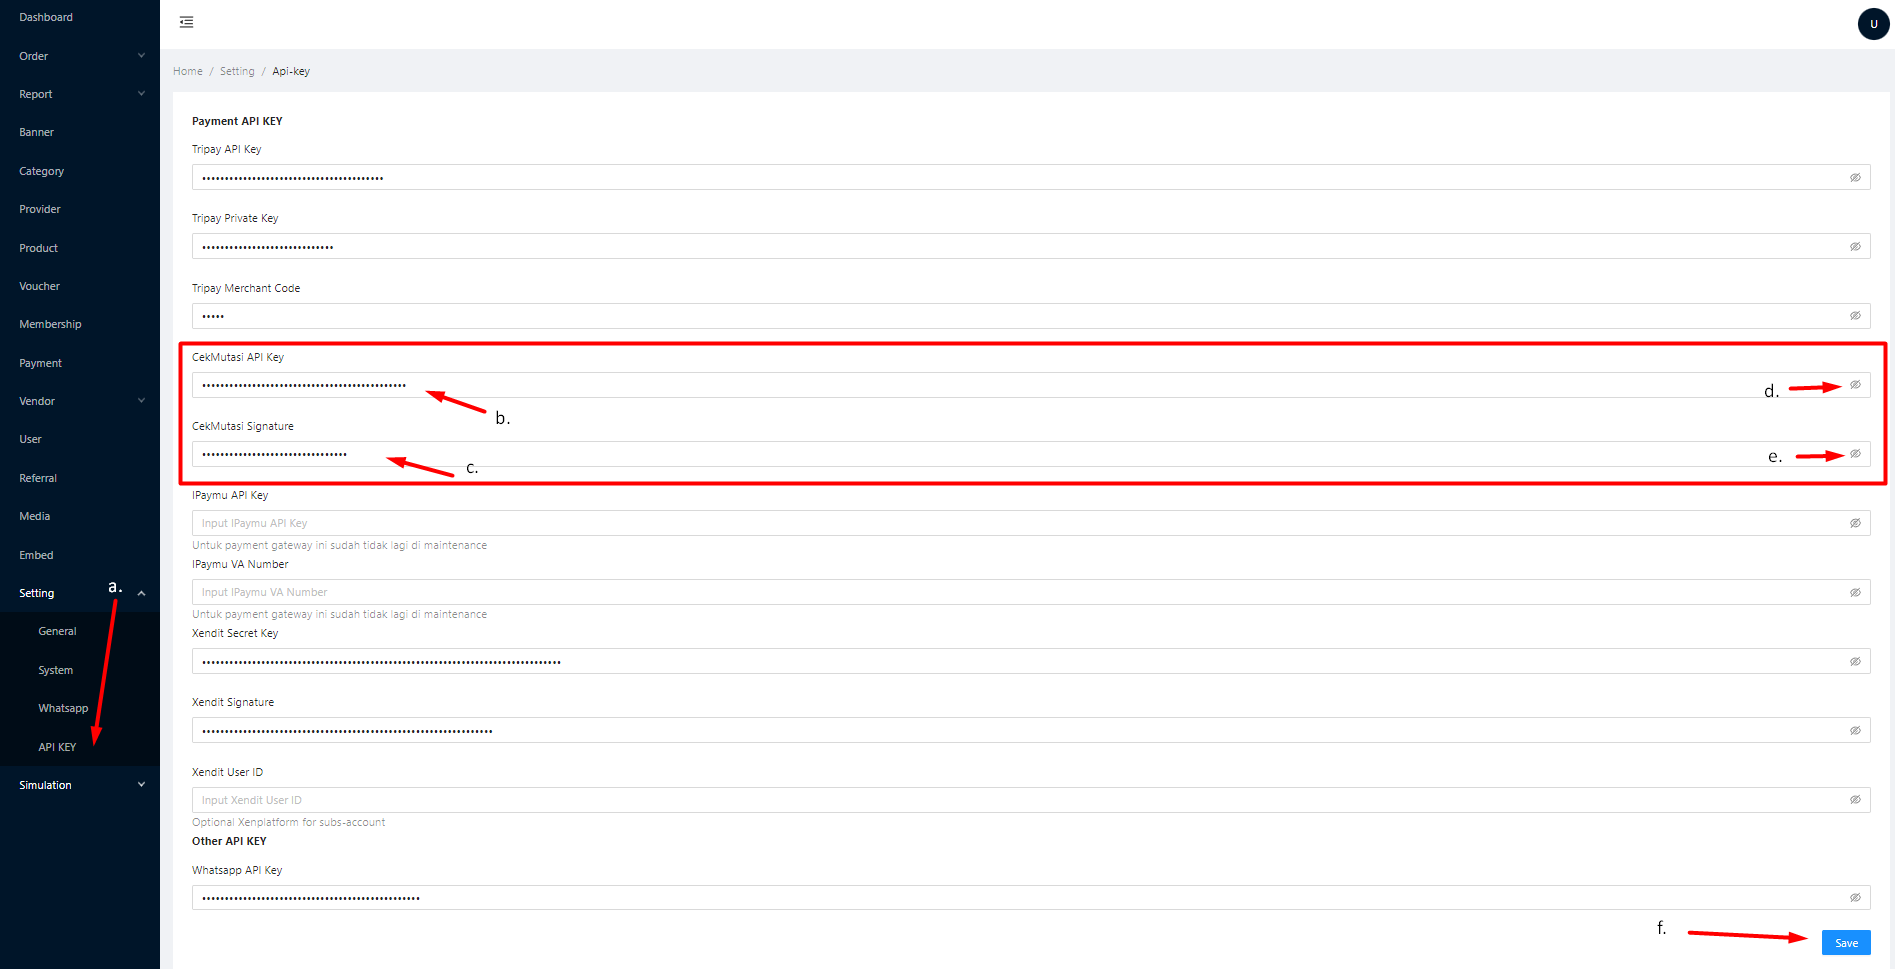 Dashboard
Order
Report
Banner
Category
Provider
Product
Voucher
Membership
Payment
Vendor
User
Referral
Media
Embed
Setting
a.
General
System
Whatsapp
API KEY
Simulation
U
Home / Setting / Api-key
Payment API KEY
Tripay API Key
Tripay Private Key
Tripay Merchant Code
CekMutasi API Key
b.
d.
CekMutasi Signature
c.
e.
IPaymu API Key
Input IPaymu API Key
Untuk payment gateway ini sudah tidak lagi di maintenance
IPaymu VA Number
Input IPaymu VA Number
Untuk payment gateway ini sudah tidak lagi di maintenance
Xendit Secret Key
Xendit Signature
Xendit User ID
Input Xendit User ID
Optional Xenplatform for subs-account
Other API KEY
Whatsapp API Key
f.
Save